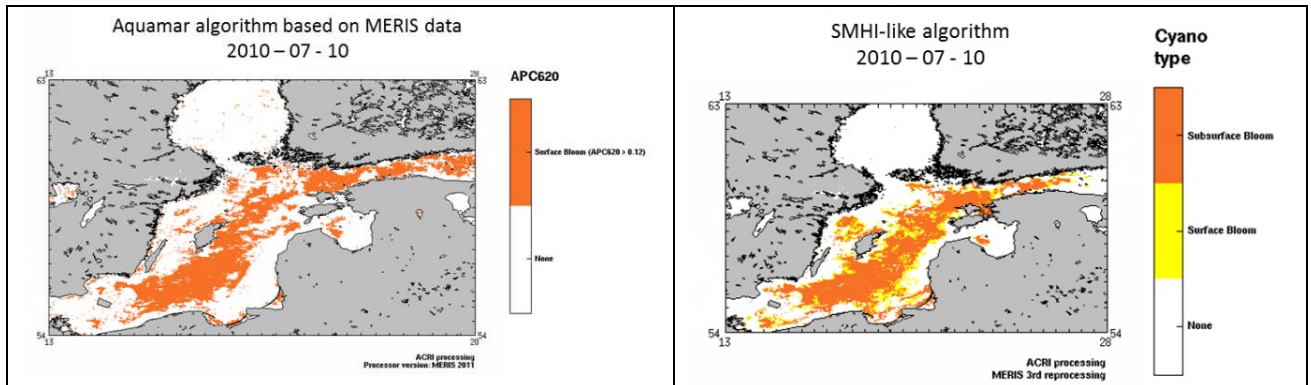 Aquamar algorithm based on MERIS data
2010 – 07 - 10
13
28
63
63
54
54
13
28
APC620
Surface Bloom (APC620 > 0.12)
None
ACRI processing
Processor version: MERIS 2011
SMHI-like algorithm
2010 – 07 - 10
13
28
63
63
54
54
13
28
Cyano
type
Subsurface Bloom
Surface Bloom
None
ACRI processing
MERIS 3rd reprocessing